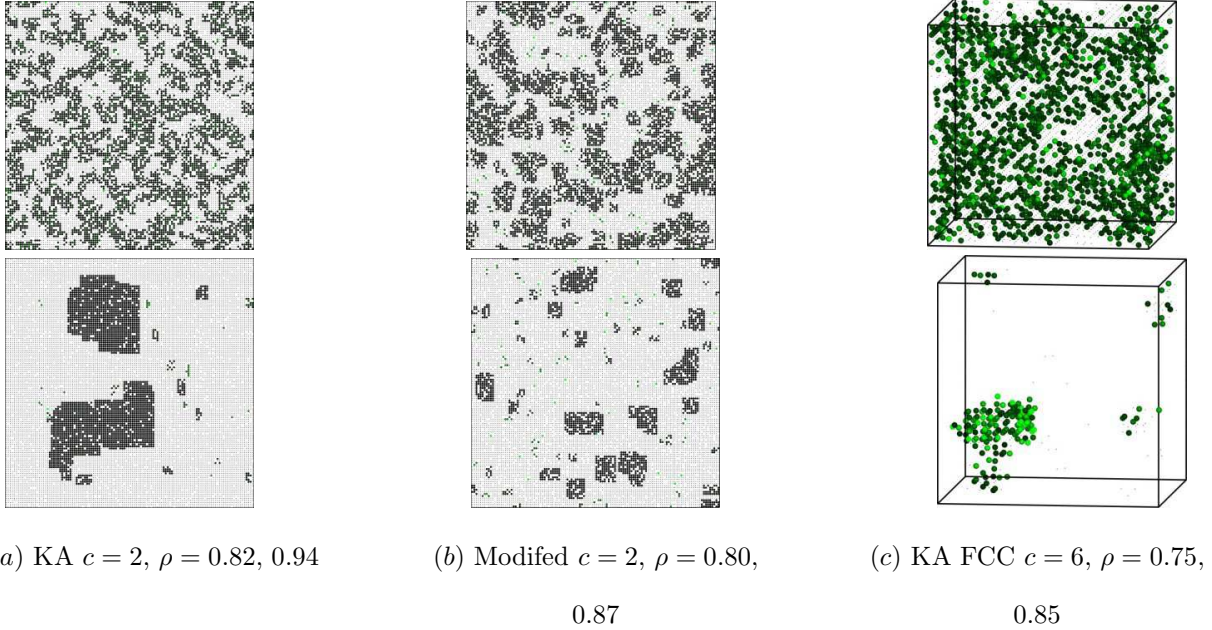 a) KA c = 2, ρ = 0.82, 0.94
(b) Modifed c = 2, ρ = 0.80,
0.87
(c) KA FCC c = 6, ρ = 0.75,
0.85